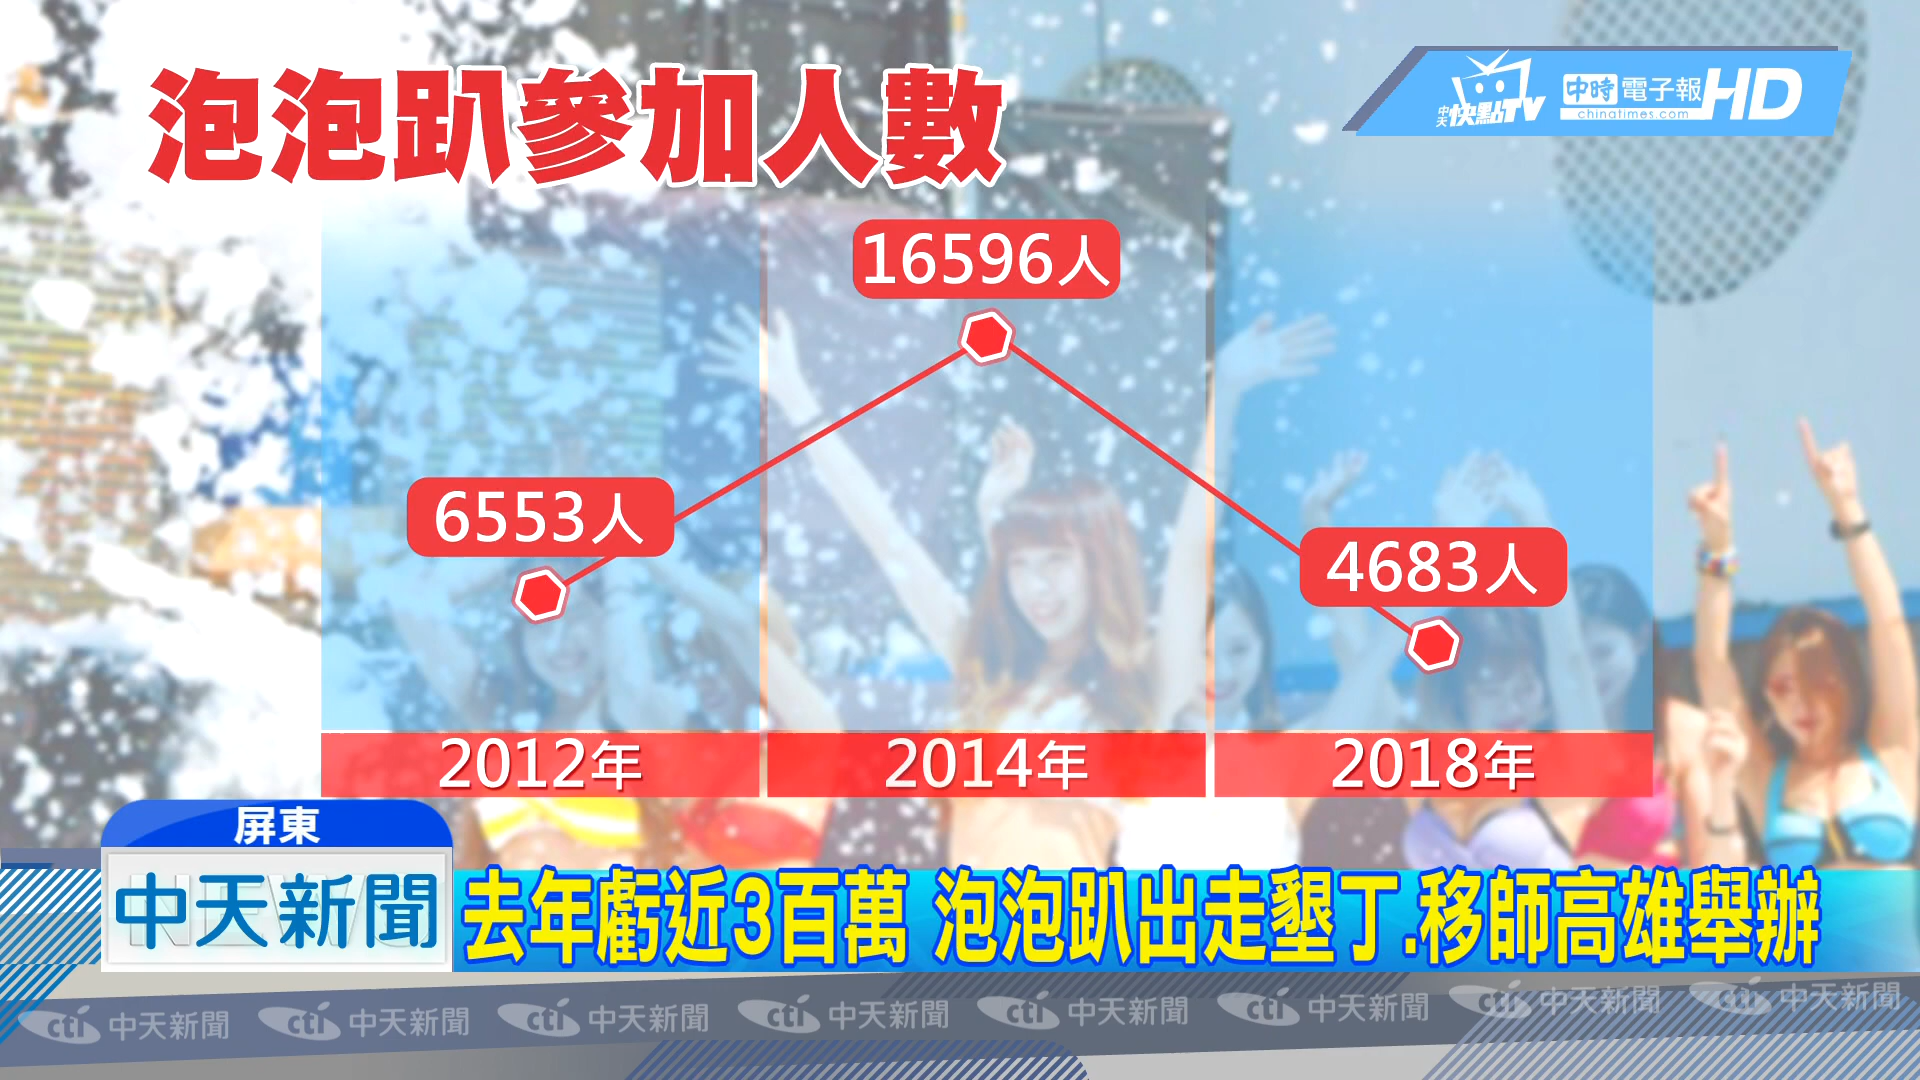 泡泡趴參加人數
中天快點TV 中時電子報HD
chinatimes.com
16596人
6553人
4683人
2012年 2014年 2018年
屏東
中天新聞
去年虧近3百萬 泡泡趴出走墾丁.移師高雄舉辦
cti 中天新聞 cti 中天新聞 cti 中天新聞 cti 中天新聞 cti 中天新聞 cti 中天新聞 cti 中天新聞 cti 中天新聞